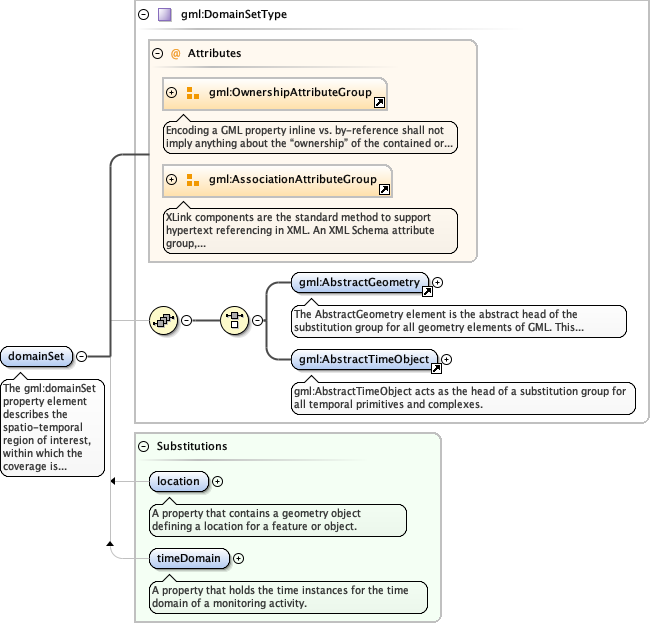 gml:DomainSetType
@ Attributes
gml:OwnershipAttributeGroup
Encoding a GML property inline vs. by-reference shall not
imply anything about the “ownership” of the contained or...
gml:AssociationAttributeGroup
XLink components are the standard method to support
hypertext referencing in XML. An XML Schema attribute
group,...
gml:AbstractGeometry
The AbstractGeometry element is the abstract head of the
substitution group for all geometry elements of GML. This...
gml:AbstractTimeObject
gml:AbstractTimeObject acts as the head of a substitution group for
all temporal primitives and complexes.
domainSet
The gml:domainSet
property element
describes the
spatio-temporal
region of interest,
within which the
coverage is...
Substitutions
location
A property that contains a geometry object
defining a location for a feature or object.
timeDomain
A property that holds the time instances for the time
domain of a monitoring activity.